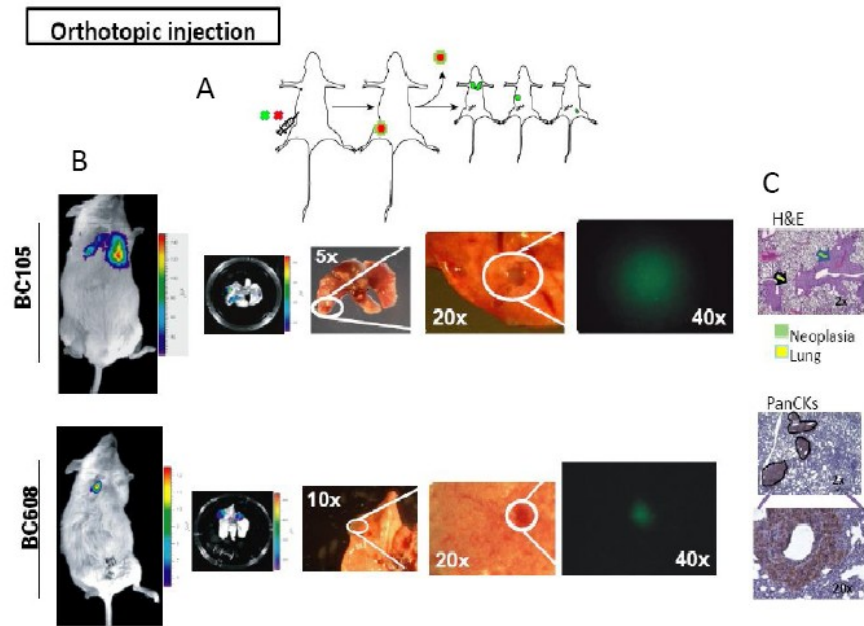 Orthotopic injection
A
B
C
BC105
5x
20x
40x
H&E
2x
Neoplasia
Lung
BC608
10x
20x
40x
PanCKs
2x
20x